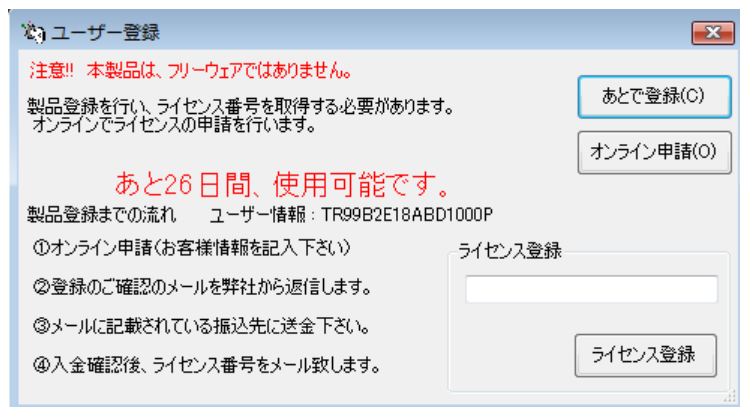 ユーザー登録
注意!! 本製品は、フリーウェアではありません。
あとで登録(C)
製品登録を行い、ライセンス番号を取得する必要があります。
オンラインでライセンスの申請を行います。
オンライン申請(O)
あと26日間、使用可能です。
製品登録までの流れ ユーザー情報:TR99B2E18ABD1000P
①オンライン申請(お客様情報を記入下さい)
ライセンス登録
②登録のご確認のメールを弊社から返信します。
③メールに記載されている振込先に送金下さい。
④入金確認後、ライセンス番号をメール致します。
ライセンス登録